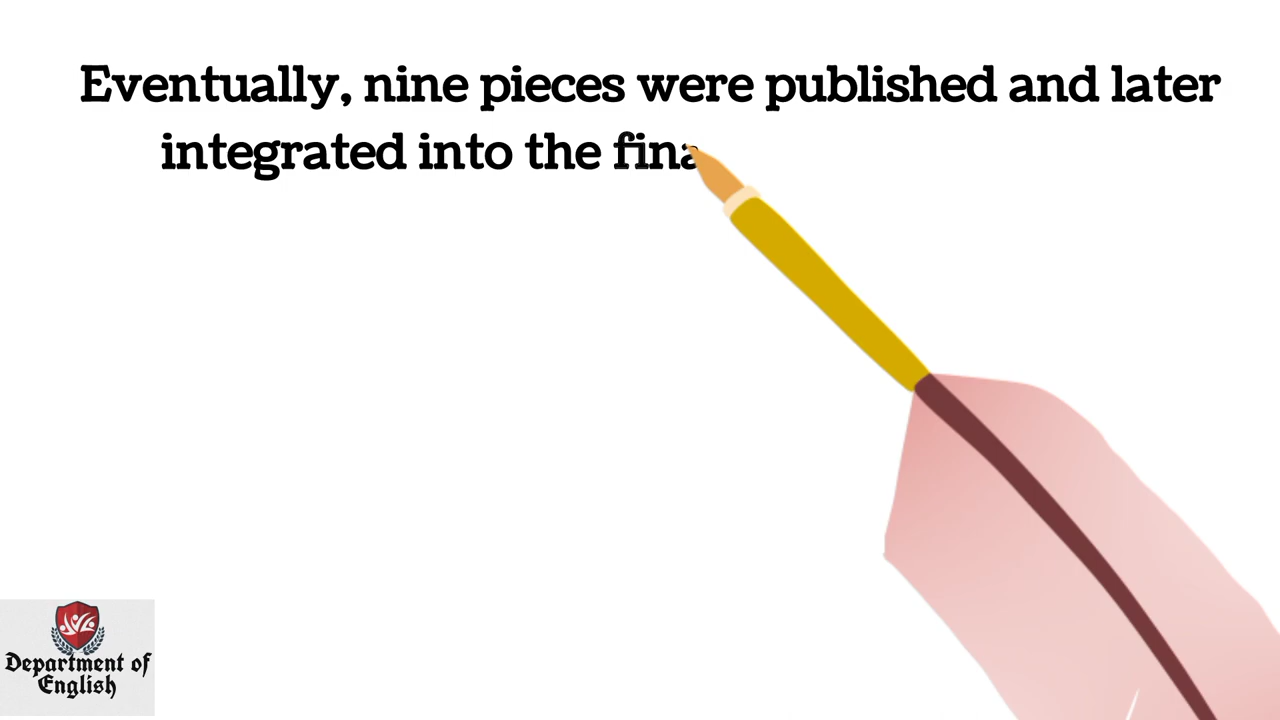 Eventually, nine pieces were published and later
integrated into the fina
Department of
English